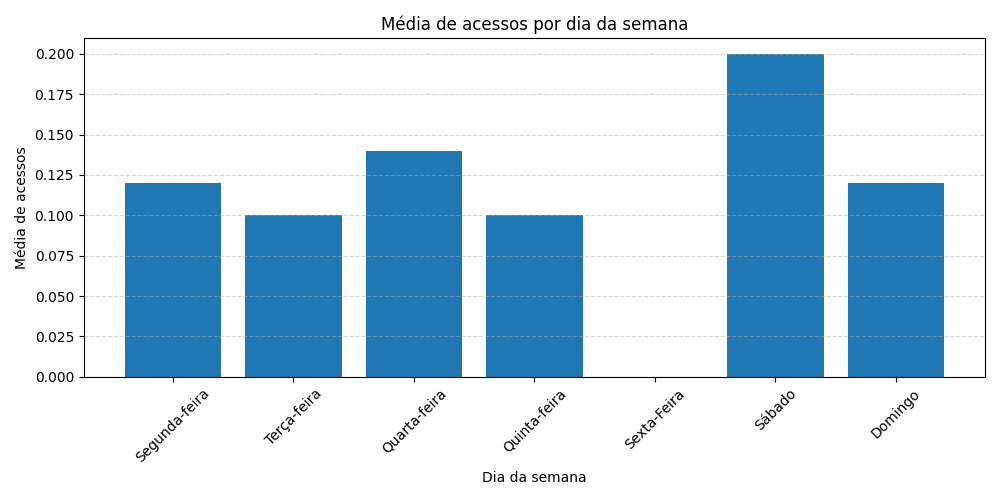 Média de acessos por dia da semana
Média de acessos
0.200
0.175
0.150
0.125
0.100
0.075
0.050
0.025
0.000
Segunda-feira
Terça-feira
Quarta-feira
Quinta-feira
Sexta-Feira
Sábado
Domingo
Dia da semana